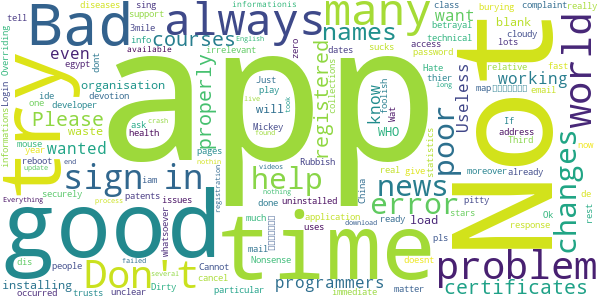 diseases tell sing informationis class burying blank complaint really
Bad always many support 3mile English names want betrayal technical cloudy lots
Overriding info available courses irrelevant zero dates sucks access password
even egypt dont organisation properly registered Hate relative fast
try app Not world
Login ide one developer devotion Just play collections thier long working email
informations Please waste ask health will Mickey live took found know foolish Wat WHO map Useless If address Third now
wanted crash Rubbish China poor
sign in help news statistics real give moreover already
mouse year reboot iam patents pages videos nothing error load year stars pitty no
good time problem changes
Everything update end securely issues whatsoever uninstalled done much application ready doesnt Ok response de rest
process Don't registration mail uses download pls programmers certificates
installing people trusts cancel Cannot Nonsense immediate
dis occurred unclear failed several Dirty particular matter